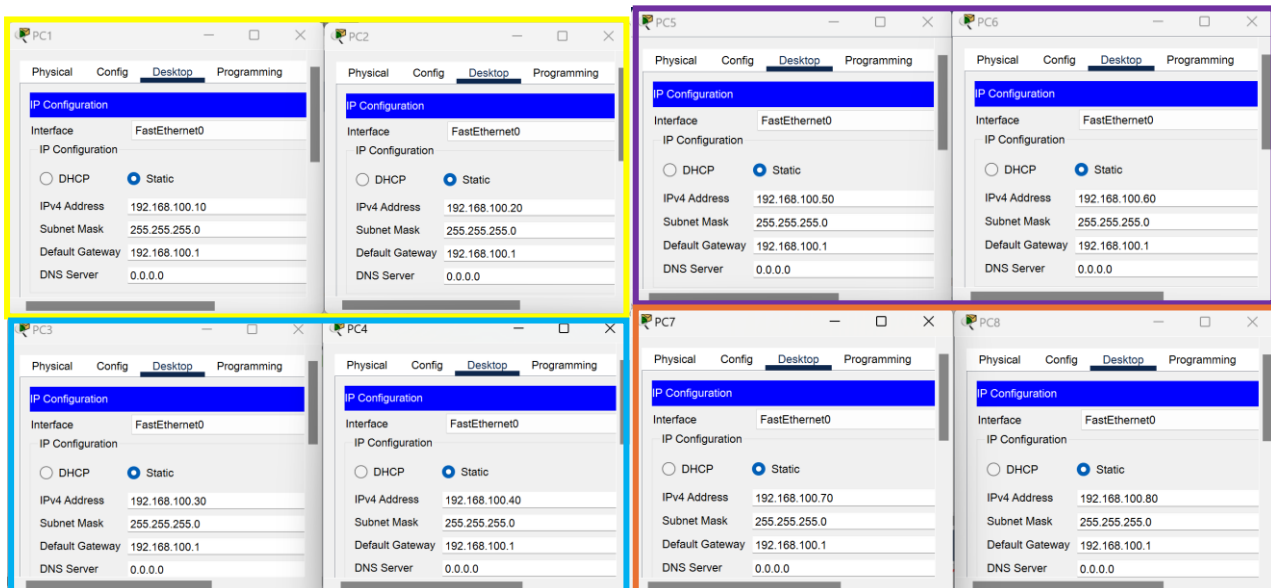 PC1
Physical Config Desktop Programming
IP Configuration
Interface FastEthernet0
IP Configuration
DHCP Static
IPv4 Address 192.168.100.10
Subnet Mask 255.255.255.0
Default Gateway 192.168.100.1
DNS Server 0.0.0.0
PC2
Physical Config Desktop Programming
IP Configuration
Interface FastEthernet0
IP Configuration
DHCP Static
IPv4 Address 192.168.100.20
Subnet Mask 255.255.255.0
Default Gateway 192.168.100.1
DNS Server 0.0.0.0
PC5
Physical Config Desktop Programming
IP Configuration
Interface FastEthernet0
IP Configuration
DHCP Static
IPv4 Address 192.168.100.50
Subnet Mask 255.255.255.0
Default Gateway 192.168.100.1
DNS Server 0.0.0.0
PC6
Physical Config Desktop Programming
IP Configuration
Interface FastEthernet0
IP Configuration
DHCP Static
IPv4 Address 192.168.100.60
Subnet Mask 255.255.255.0
Default Gateway 192.168.100.1
DNS Server 0.0.0.0
PC3
Physical Config Desktop Programming
IP Configuration
Interface FastEthernet0
IP Configuration
DHCP Static
IPv4 Address 192.168.100.30
Subnet Mask 255.255.255.0
Default Gateway 192.168.100.1
DNS Server 0.0.0.0
PC4
Physical Config Desktop Programming
IP Configuration
Interface FastEthernet0
IP Configuration
DHCP Static
IPv4 Address 192.168.100.40
Subnet Mask 255.255.255.0
Default Gateway 192.168.100.1
DNS Server 0.0.0.0
PC7
Physical Config Desktop Programming
IP Configuration
Interface FastEthernet0
IP Configuration
DHCP Static
IPv4 Address 192.168.100.70
Subnet Mask 255.255.255.0
Default Gateway 192.168.100.1
DNS Server 0.0.0.0
PC8
Physical Config Desktop Programming
IP Configuration
Interface FastEthernet0
IP Configuration
DHCP Static
IPv4 Address 192.168.100.80
Subnet Mask 255.255.255.0
Default Gateway 192.168.100.1
DNS Server 0.0.0.0